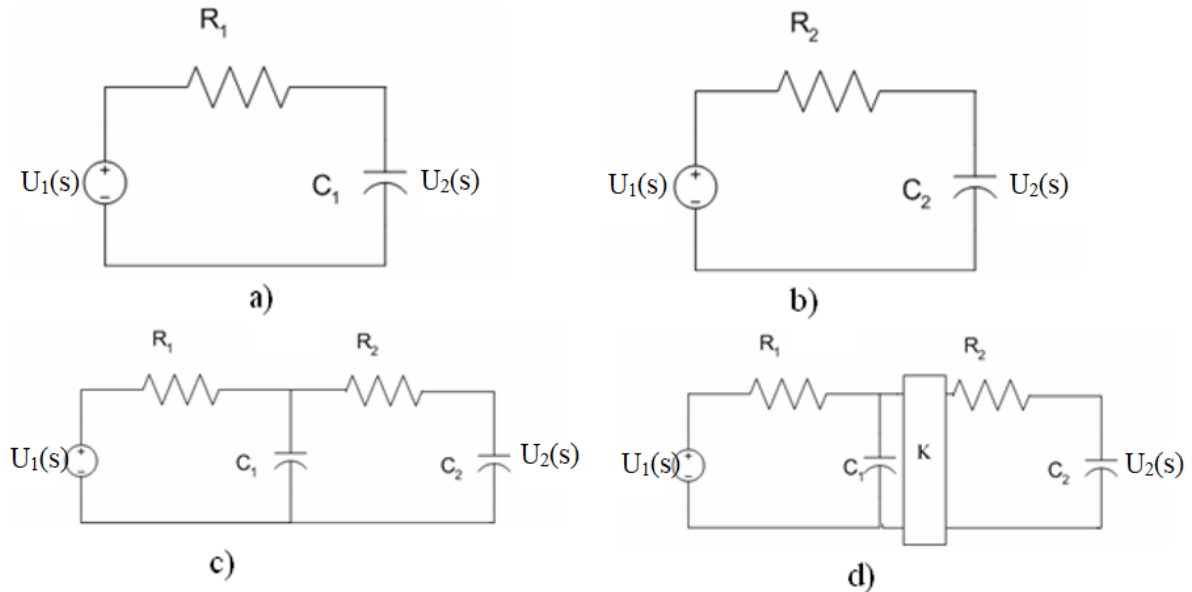 R₁
U₁(s)
+
−
C₁
U₂(s)
a)
R₂
U₁(s)
+
−
C₂
U₂(s)
b)
R₁
R₂
U₁(s)
+
−
C₁
C₂
U₂(s)
c)
R₁
R₂
U₁(s)
+
−
C₁
K
C₂
U₂(s)
d)